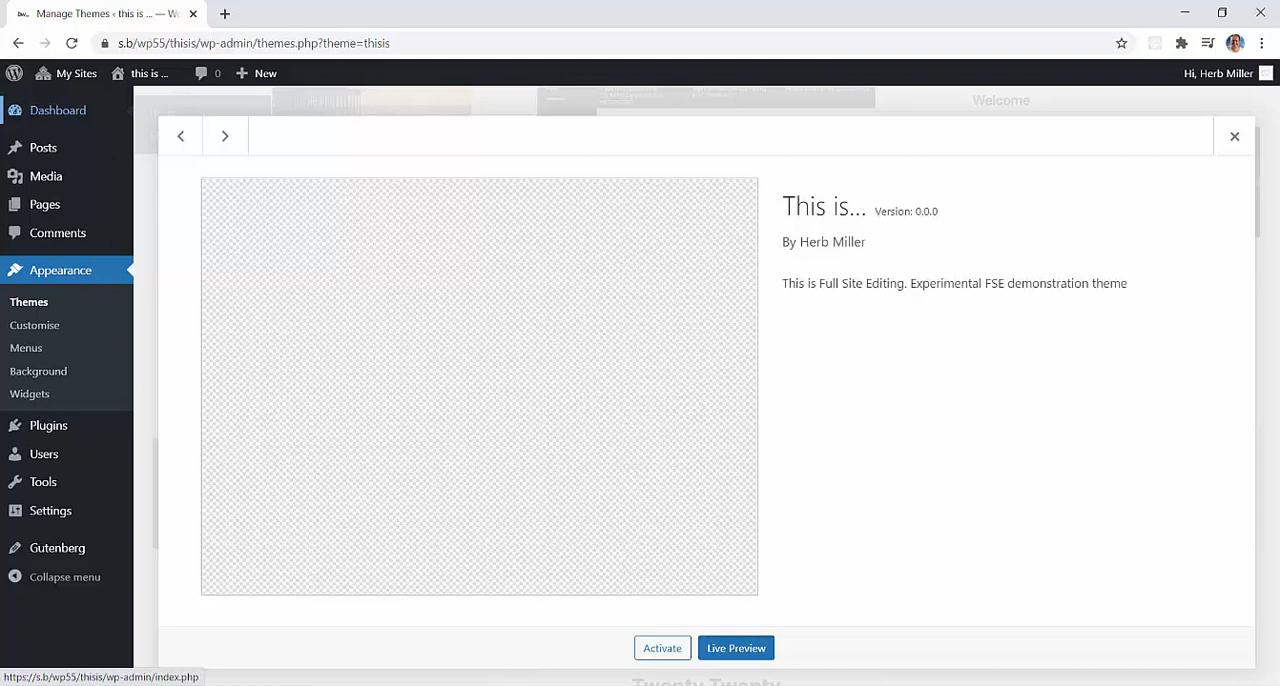 Manage Themes ‹ this is ... — Wo
s.b/wp55/thisis/wp-admin/themes.php?theme=thisis
My Sites this is ... 0 New Hi, Herb Miller
Dashboard
Posts
Media
Pages
Comments
Appearance
Themes
Customise
Menus
Background
Widgets
Plugins
Users
Tools
Settings
Gutenberg
Collapse menu
Welcome
This is... Version: 0.0.0
By Herb Miller
This is Full Site Editing. Experimental FSE demonstration theme
Activate Live Preview
Twenty Twenty
https://s.b/wp55/thisis/wp-admin/index.php